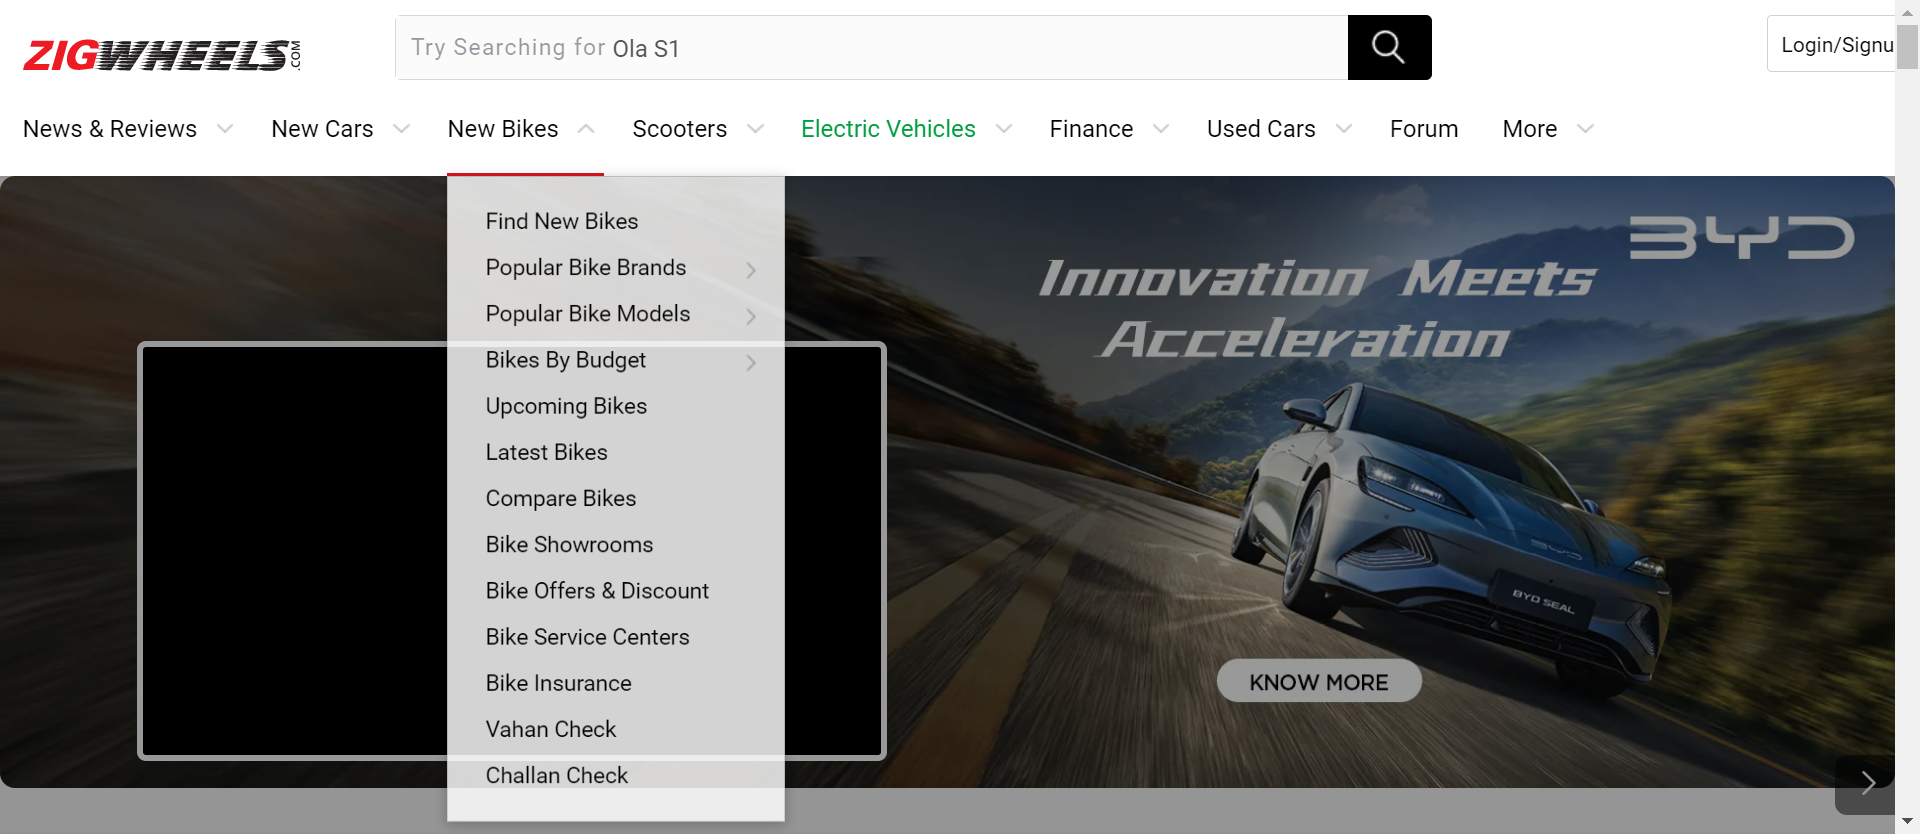 ZIGWHEELS.COM
Try Searching for Ola S1
Login/Signu
News & Reviews
New Cars
New Bikes
Scooters
Electric Vehicles
Finance
Used Cars
Forum
More
Find New Bikes
Popular Bike Brands
Popular Bike Models
Bikes By Budget
Upcoming Bikes
Latest Bikes
Compare Bikes
Bike Showrooms
Bike Offers & Discount
Bike Service Centers
Bike Insurance
Vahan Check
Challan Check
BYD
Innovation Meets
Acceleration
BYD
BYD SEAL
KNOW MORE